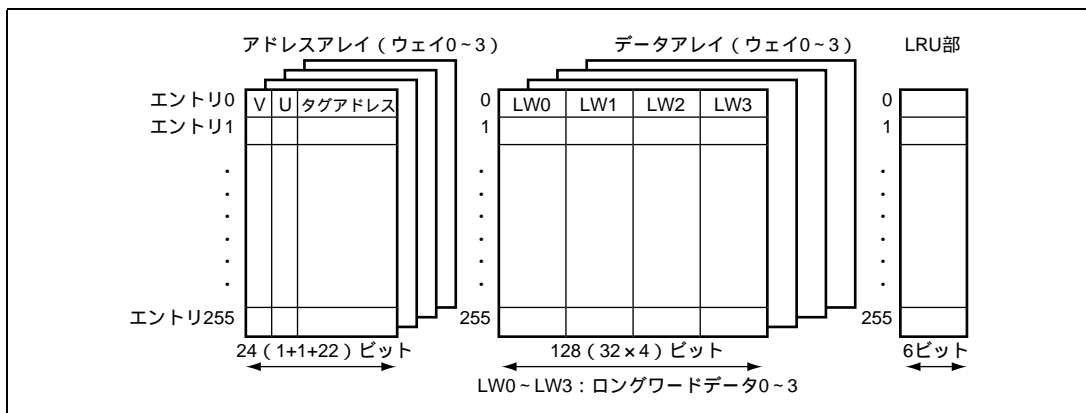 アドレスアレイ（ウェイ0~3） データアレイ（ウェイ0~3） LRU部
エントリ0 V U タグアドレス 0 LW0 LW1 LW2 LW3 0
エントリ1 1 1
エントリ255 255 255
24（1+1+22）ビット 128（32×4）ビット 6ビット
LW0~LW3：ロングワードデータ0~3